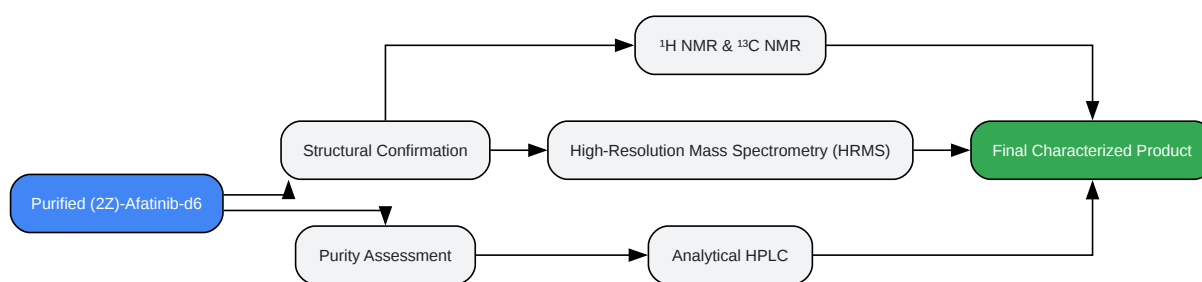 ¹H NMR & ¹³C NMR
Structural Confirmation
High-Resolution Mass Spectrometry (HRMS)
Final Characterized Product
Purified (2Z)-Afatinib-d6
Purity Assessment
Analytical HPLC